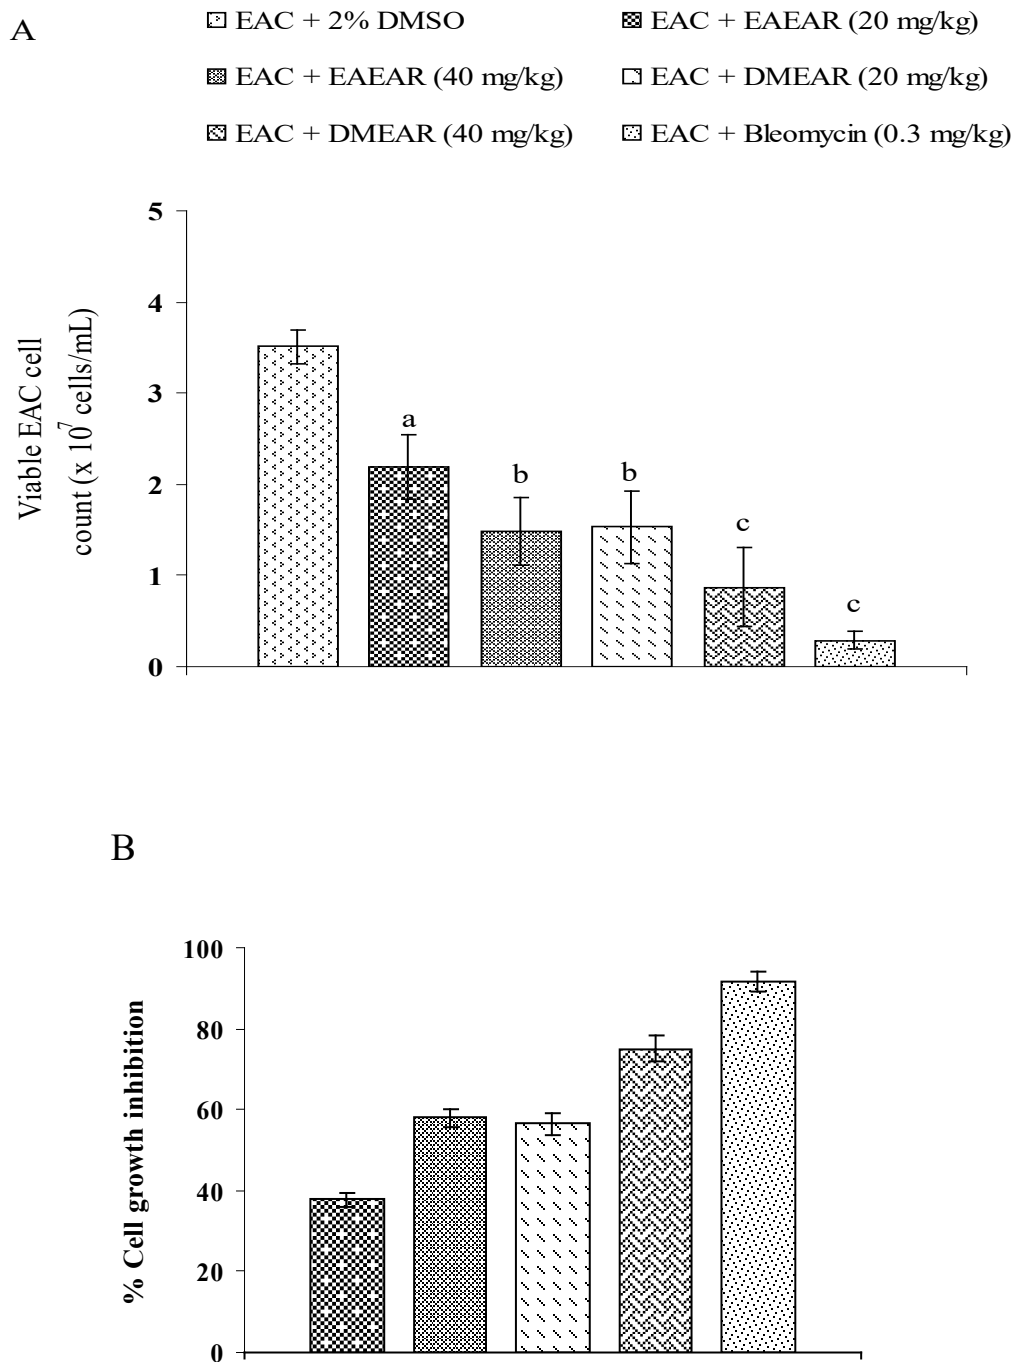 A
EAC + 2% DMSO
EAC + EAEAR (20 mg/kg)
EAC + EAEAR (40 mg/kg)
EAC + DMEAR (20 mg/kg)
EAC + DMEAR (40 mg/kg)
EAC + Bleomycin (0.3 mg/kg)
Viable EAC cell
count (x 10⁷ cells/mL)
5
4
3
2
1
0
a
b
b
c
c
B
% Cell growth inhibition
100
80
60
40
20
0